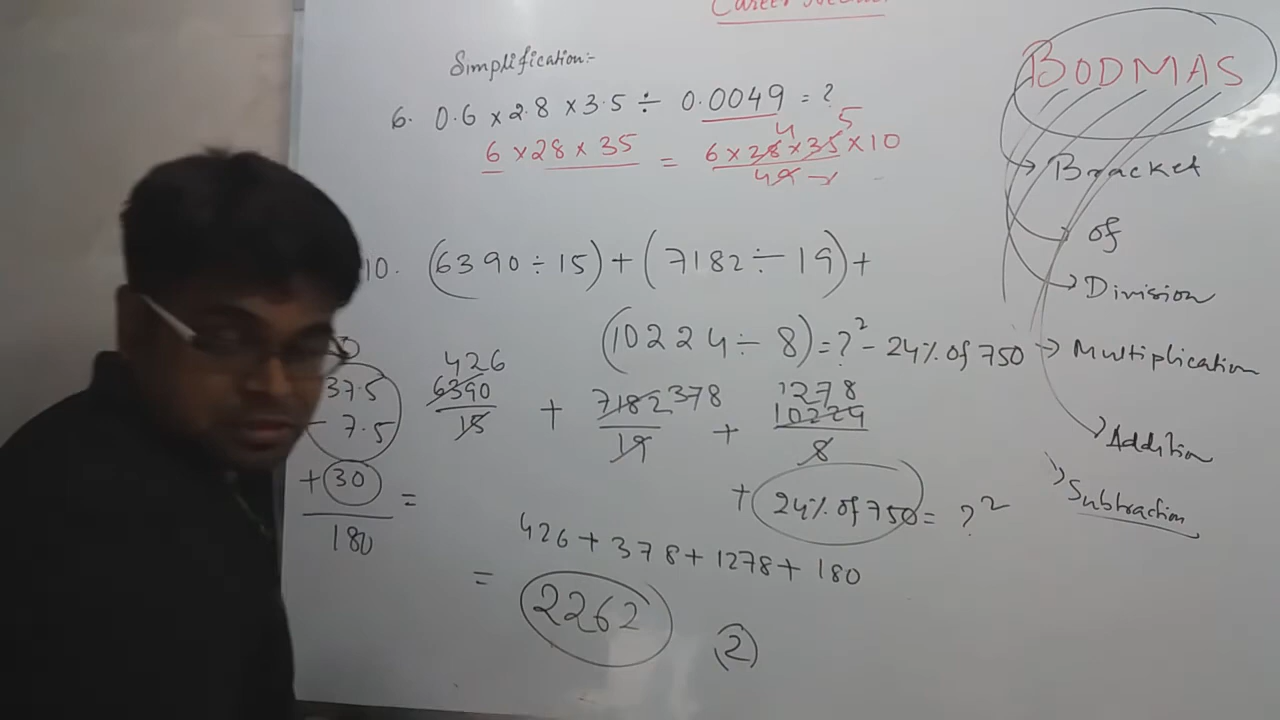 BODMAS
Simplification:-
6. 0.6 × 2.8 × 3.5 ÷ 0.0049 = ?
6 × 28 × 35 = 6 × 28 × 35 × 10
4 5
49
Bracket
of
Division
Multiplication
Addition
Subtraction
10. (6390 ÷ 15) + (7182 ÷ 19) +
(10224 ÷ 8) = ?² - 24% of 750
426 378 1278
6390 + 7182 + 10224
15 19 8
+ 24% of 750 = ?²
37.5
- 7.5
+ 30 =
180
426 + 378 + 1278 + 180
= 2262 (2)